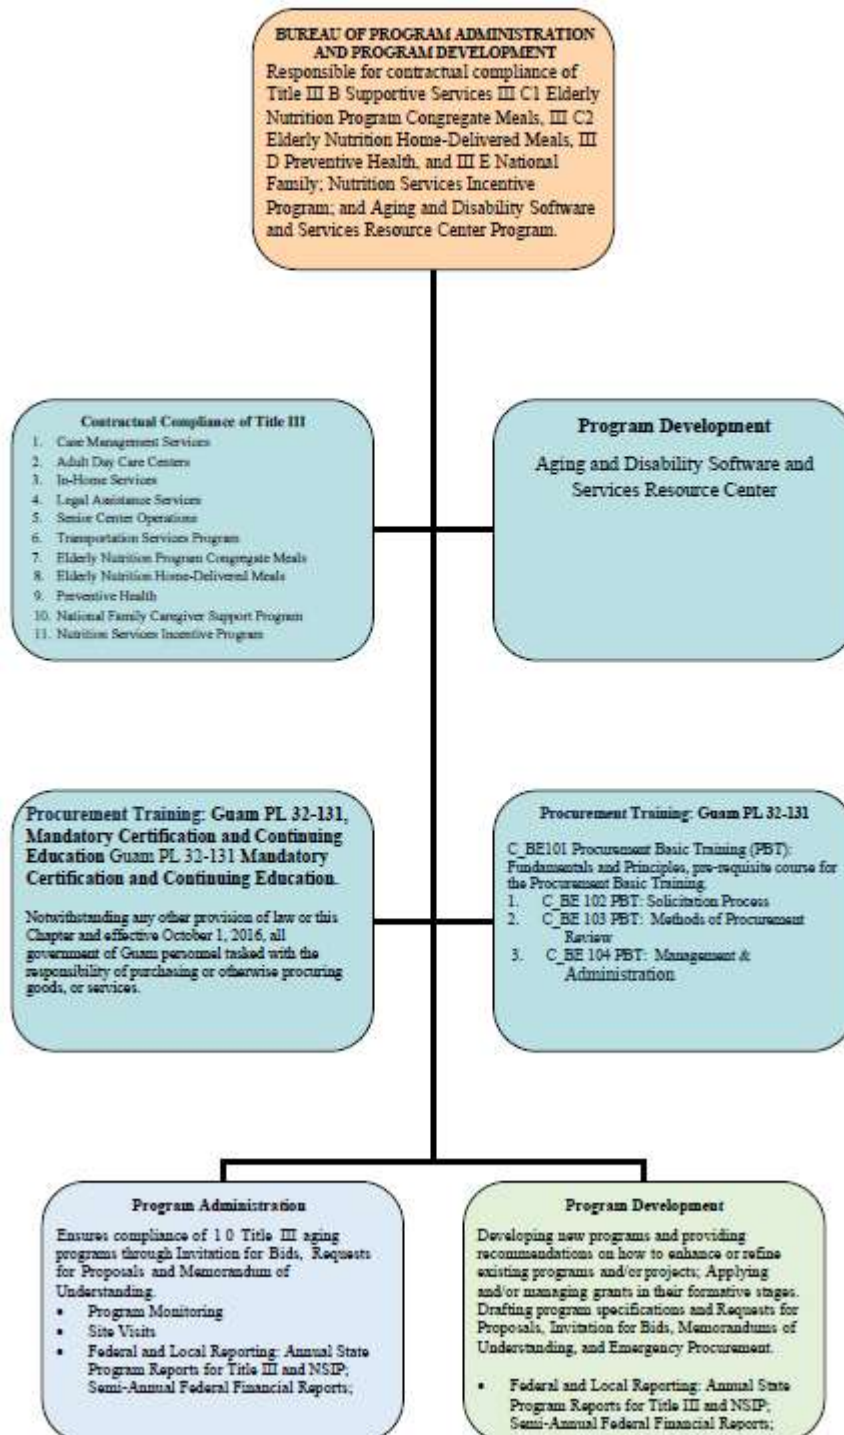 BUREAU OF PROGRAM ADMINISTRATION
AND PROGRAM DEVELOPMENT
Responsible for contractual compliance of
Title III B Supportive Services III C1 Elderly
Nutrition Program Congregate Meals, III C2
Elderly Nutrition Home-Delivered Meals, III
D Preventive Health, and III E National
Family; Nutrition Services Incentive
Program; and Aging and Disability Software
and Services Resource Center Program.
Contractual Compliance of Title III
1. Case Management Services
2. Adult Day Care Centers
3. In-Home Services
4. Legal Assistance Services
5. Senior Center Operations
6. Transportation Services Program
7. Elderly Nutrition Program Congregate Meals
8. Elderly Nutrition Home-Delivered Meals
9. Preventive Health
10. National Family Caregiver Support Program
11. Nutrition Services Incentive Program
Program Development
Aging and Disability Software and
Services Resource Center
Procurement Training: Guam PL 32-131,
Mandatory Certification and Continuing
Education Guam PL 32-131 Mandatory
Certification and Continuing Education.
Notwithstanding any other provision of law or this
Chapter and effective October 1, 2016, all
government of Guam personnel tasked with the
responsibility of purchasing or otherwise procuring
goods, or services.
Procurement Training: Guam PL 32-131
C_BE101 Procurement Basic Training (PBT):
Fundamentals and Principles, pre-requisite course for
the Procurement Basic Training.
1. C_BE 102 PBT: Solicitation Process
2. C_BE 103 PBT: Methods of Procurement
Review
3. C_BE 104 PBT: Management &
Administration
Program Administration
Ensures compliance of 1 0 Title III aging
programs through Invitation for Bids, Requests
for Proposals and Memorandum of
Understanding.
• Program Monitoring
• Site Visits
• Federal and Local Reporting: Annual State
Program Reports for Title III and NSIP;
Semi-Annual Federal Financial Reports;
Program Development
Developing new programs and providing
recommendations on how to enhance or refine
existing programs and/or projects; Applying
and/or managing grants in their formative stages.
Drafting program specifications and Requests for
Proposals, Invitation for Bids, Memorandums of
Understanding, and Emergency Procurement.
• Federal and Local Reporting: Annual State
Program Reports for Title III and NSIP;
Semi-Annual Federal Financial Reports;